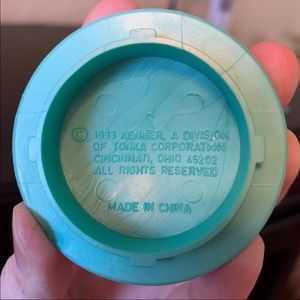 © 1993 KENNER, A DIVISION
OF TONKA CORPORATION
CINCINNATI, OHIO 45202
ALL RIGHTS RESERVED
MADE IN CHINA